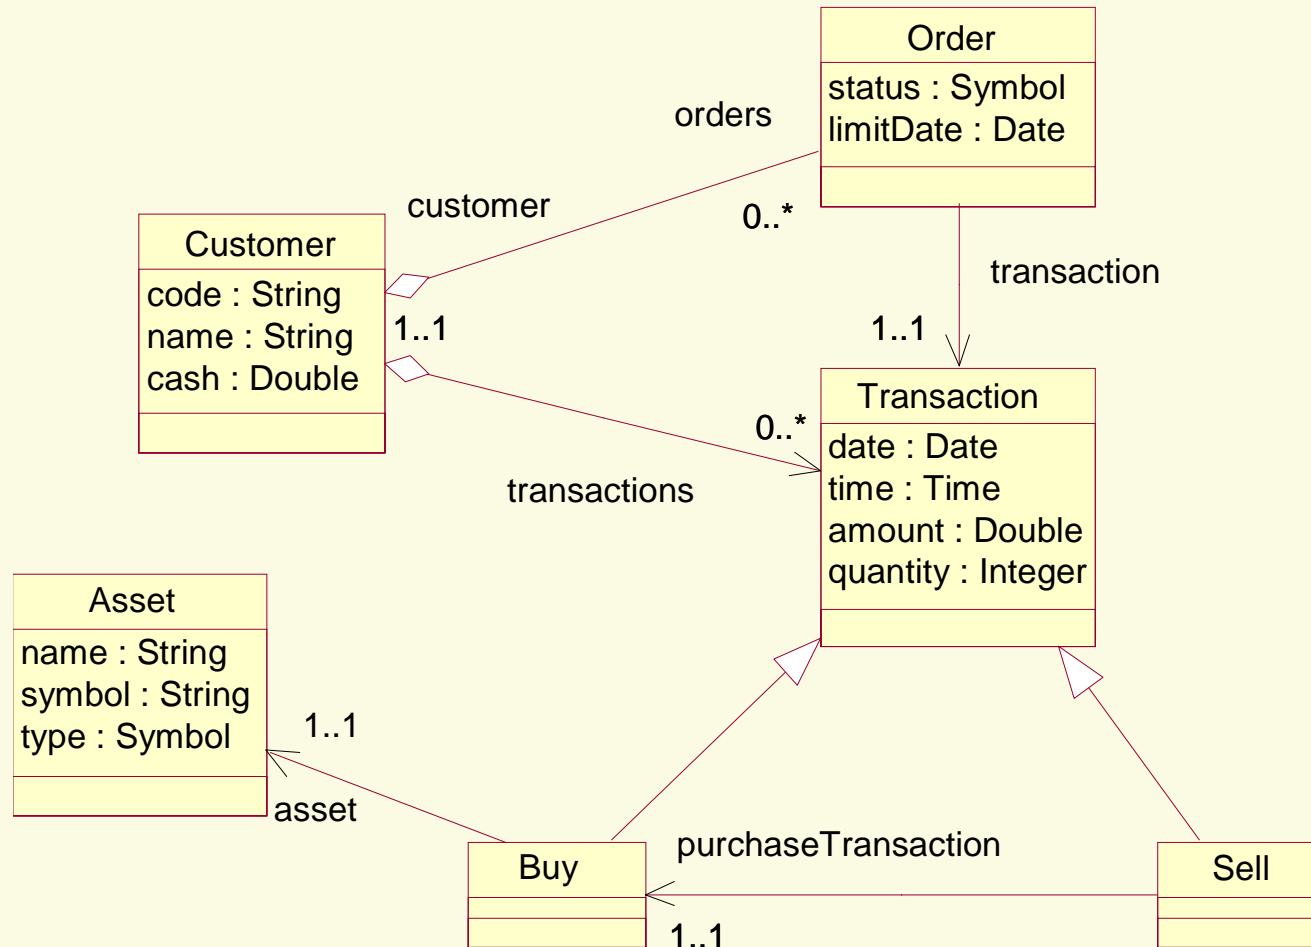 Order
status : Symbol
limitDate : Date
orders
customer
0..*
Customer
code : String
name : String
cash : Double
1..1
transaction
1..1
Transaction
date : Date
time : Time
amount : Double
quantity : Integer
0..*
transactions
Asset
name : String
symbol : String
type : Symbol
1..1
asset
Buy
purchaseTransaction
1..1
Sell